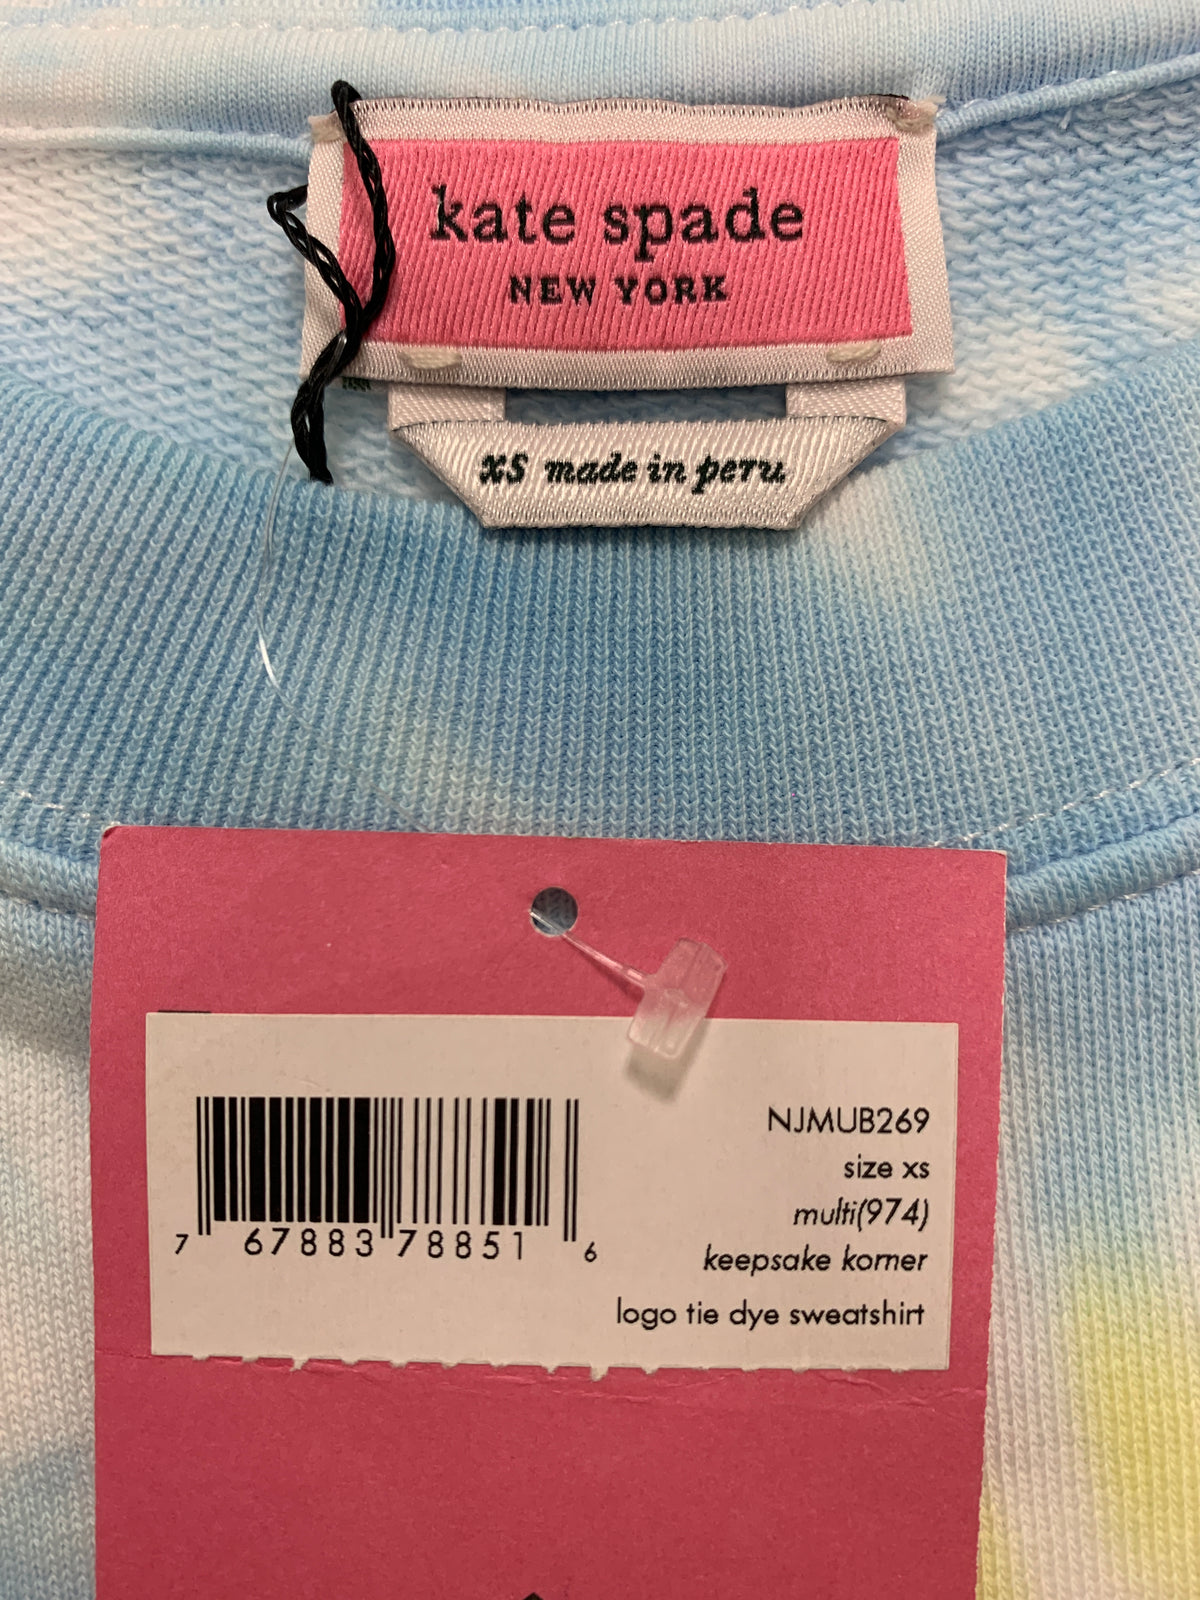 kate spade
NEW YORK
xs made in peru
NJMUB269
size xs
multi(974)
keepsake korner
logo tie dye sweatshirt
7 67883 78851 6